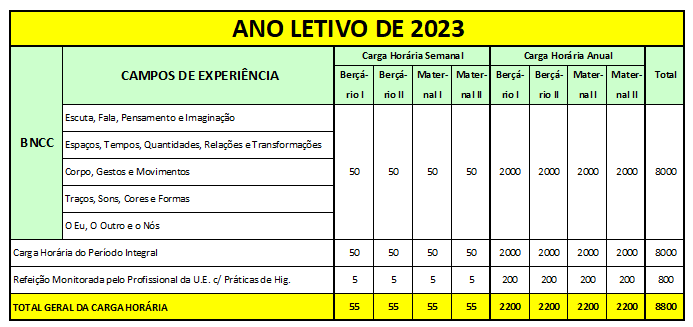 ANO LETIVO DE 2023
BNCC
CAMPOS DE EXPERIÊNCIA
Carga Horária Semanal
Carga Horária Anual
Total
Berçá-
rio I
Berçá-
rio II
Mater-
nal I
Mater-
nal II
Berçá-
rio I
Berçá-
rio II
Mater-
nal I
Mater-
nal II
Escuta, Fala, Pensamento e Imaginação
Espaços, Tempos, Quantidades, Relações e Transformações
Corpo, Gestos e Movimentos
Traços, Sons, Cores e Formas
O Eu, O Outro e o Nós
50 50 50 50 2000 2000 2000 2000 8000
Carga Horária do Período Integral 50 50 50 50 2000 2000 2000 2000 8000
Refeição Monitorada pelo Profissional da U.E. c/ Práticas de Hig. 5 5 5 5 200 200 200 200 800
TOTAL GERAL DA CARGA HORÁRIA 55 55 55 55 2200 2200 2200 2200 8800